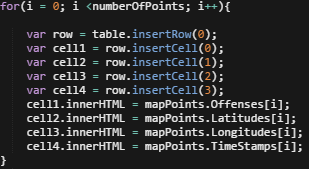 for(i = 0; i <numberOfPoints; i++){
var row = table.insertRow(0);
var cell1 = row.insertCell(0);
var cell2 = row.insertCell(1);
var cell3 = row.insertCell(2);
var cell4 = row.insertCell(3);
cell1.innerHTML = mapPoints.Offenses[i];
cell2.innerHTML = mapPoints.Latitudes[i];
cell3.innerHTML = mapPoints.Longitudes[i];
cell4.innerHTML = mapPoints.TimeStamps[i];
}